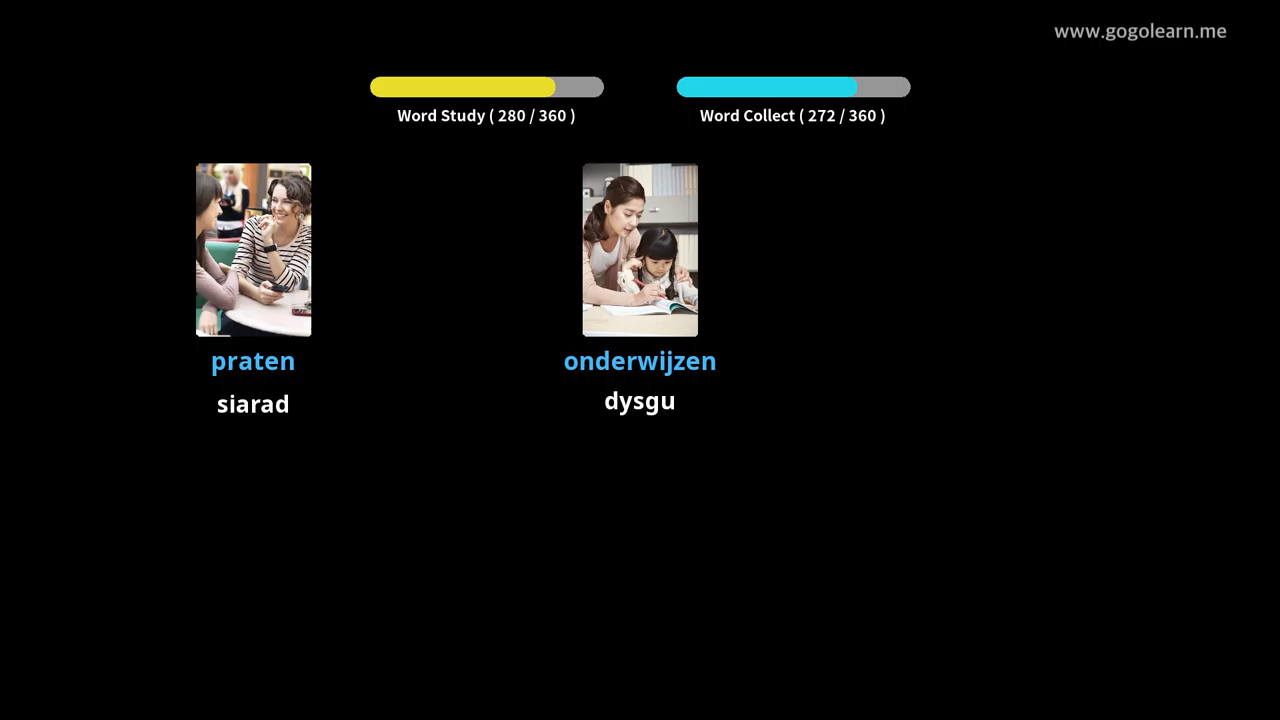 www.gogolearn.me
Word Study ( 280 / 360 )
Word Collect ( 272 / 360 )
praten
siarad
onderwijzen
dysgu